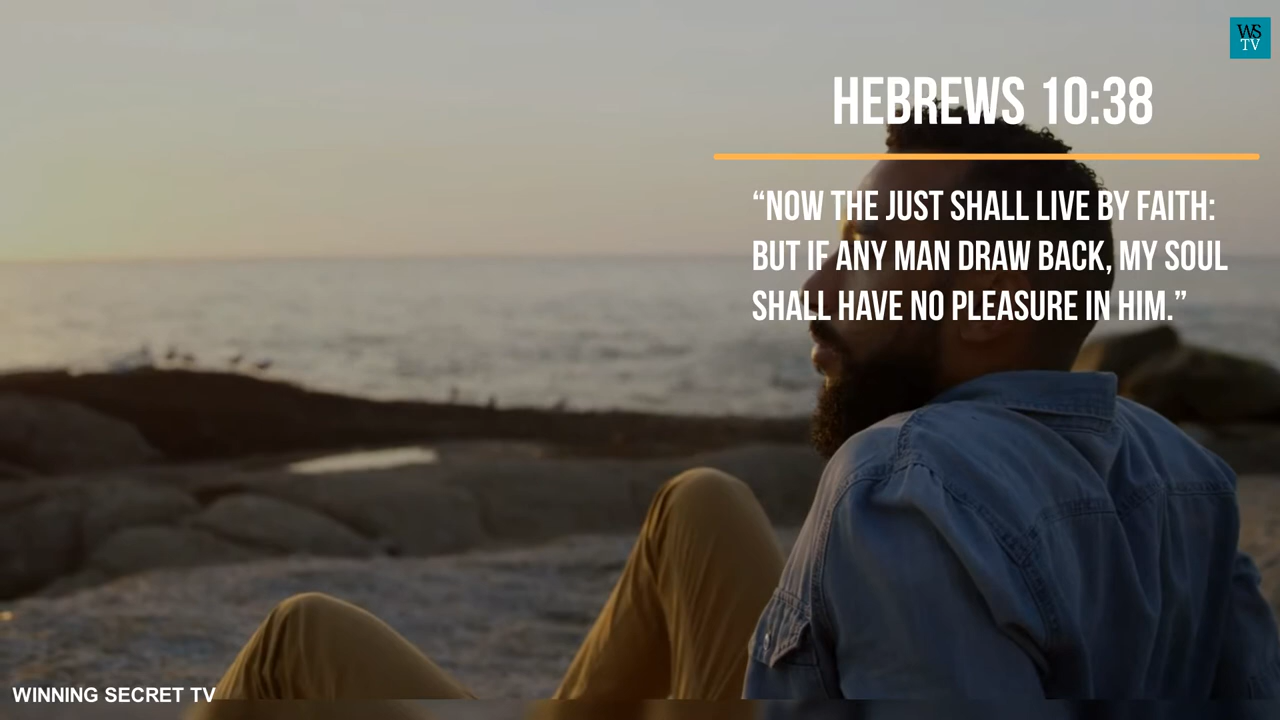 WS
TV
HEBREWS 10:38
“NOW THE JUST SHALL LIVE BY FAITH:
BUT IF ANY MAN DRAW BACK, MY SOUL
SHALL HAVE NO PLEASURE IN HIM.”
WINNING SECRET TV